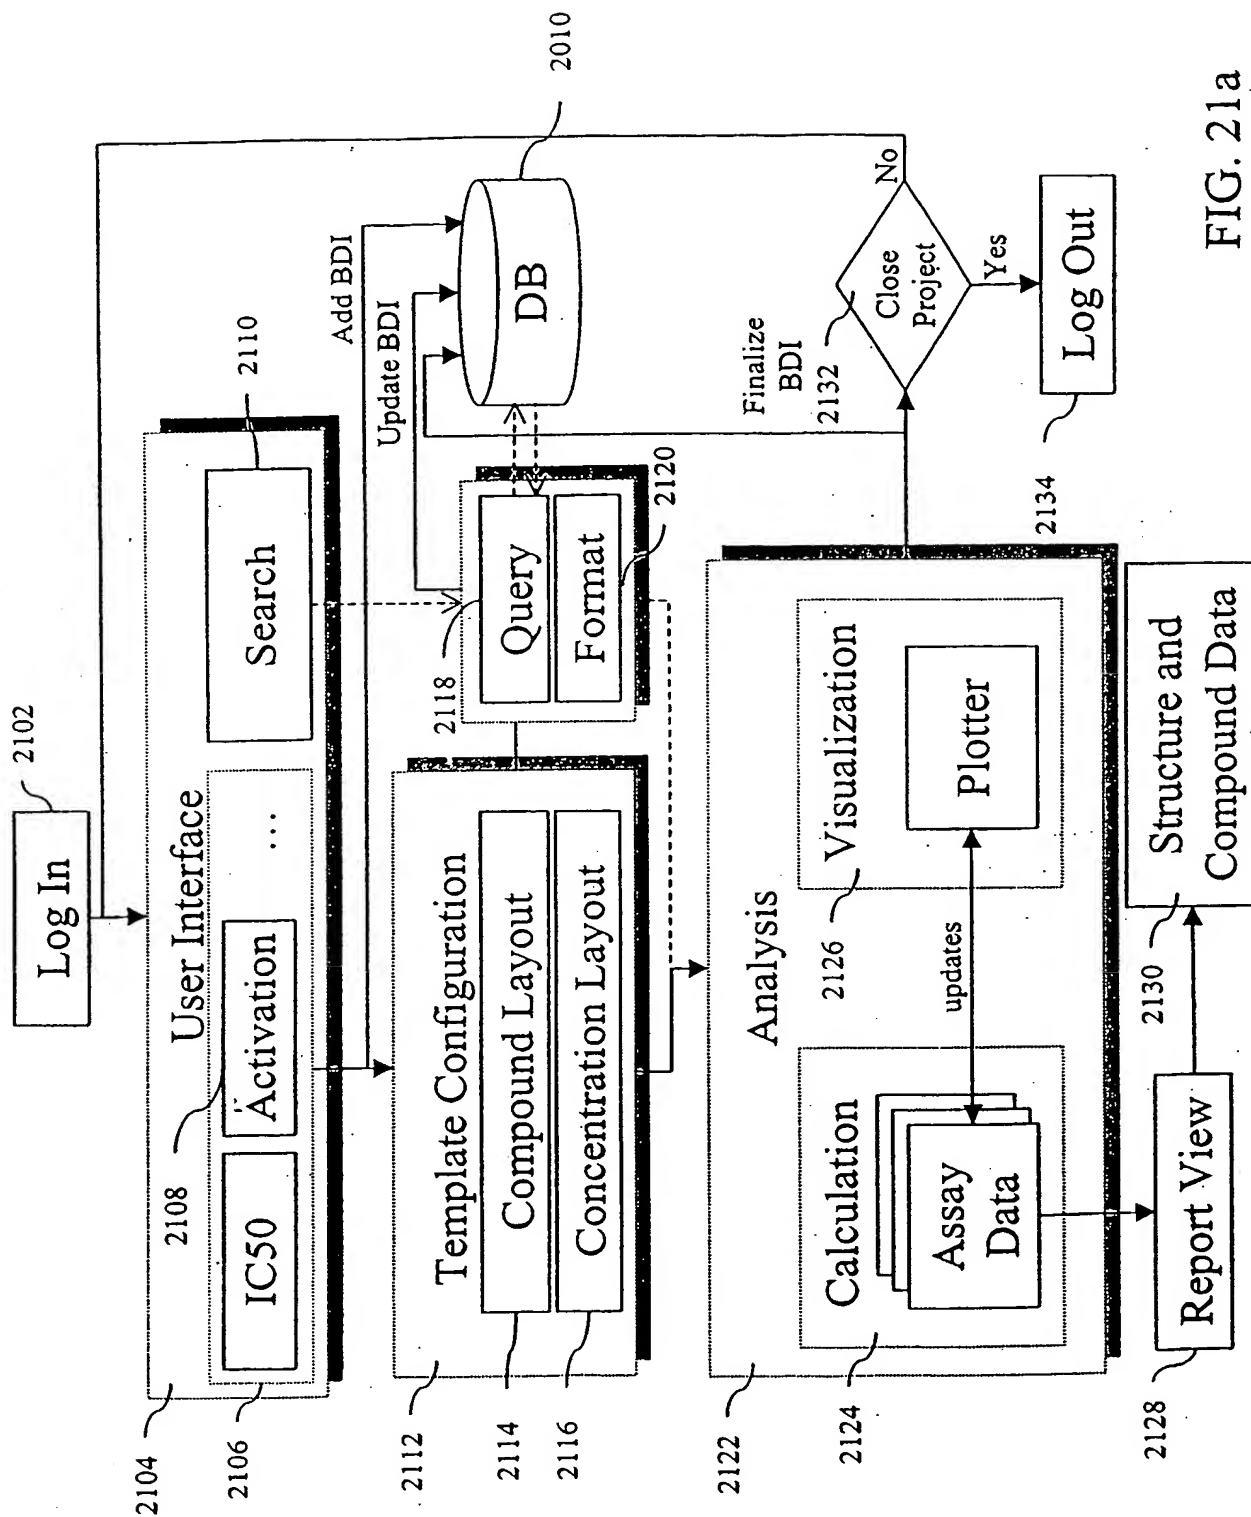 Log In
2102
2104
User Interface
2106
IC50
2108
Activation
...
Search
2110
Add BDI
Update BDI
DB
2010
2112
Template Configuration
2114
Compound Layout
2116
Concentration Layout
2118
Query
Format
2120
2122
Analysis
2124
Calculation
Assay
Data
updates
2126
Visualization
Plotter
Finalize
BDI
2132
Close
Project
No
Yes
Log Out
2134
2128
Report View
2130
Structure and
Compound Data
FIG. 21a